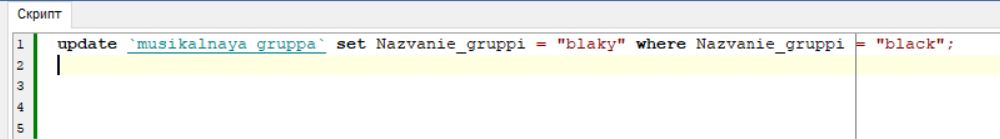 Скрипт
1 update `musikalnaya gruppa` set Nazvanie_gruppi = "blaky" where Nazvanie_gruppi = "black";
2
3
4
5